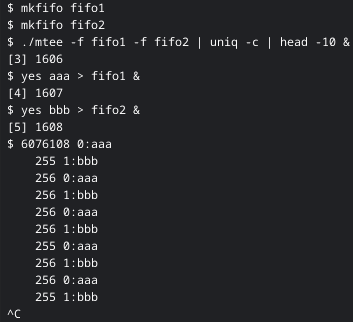 $ mkfifo fifo1
$ mkfifo fifo2
$ ./mtee -f fifo1 -f fifo2 | uniq -c | head -10 &
[3] 1606
$ yes aaa > fifo1 &
[4] 1607
$ yes bbb > fifo2 &
[5] 1608
$ 6076108 0:aaa
    255 1:bbb
    256 0:aaa
    256 1:bbb
    256 0:aaa
    256 1:bbb
    255 0:aaa
    256 1:bbb
    256 0:aaa
    255 1:bbb
^C